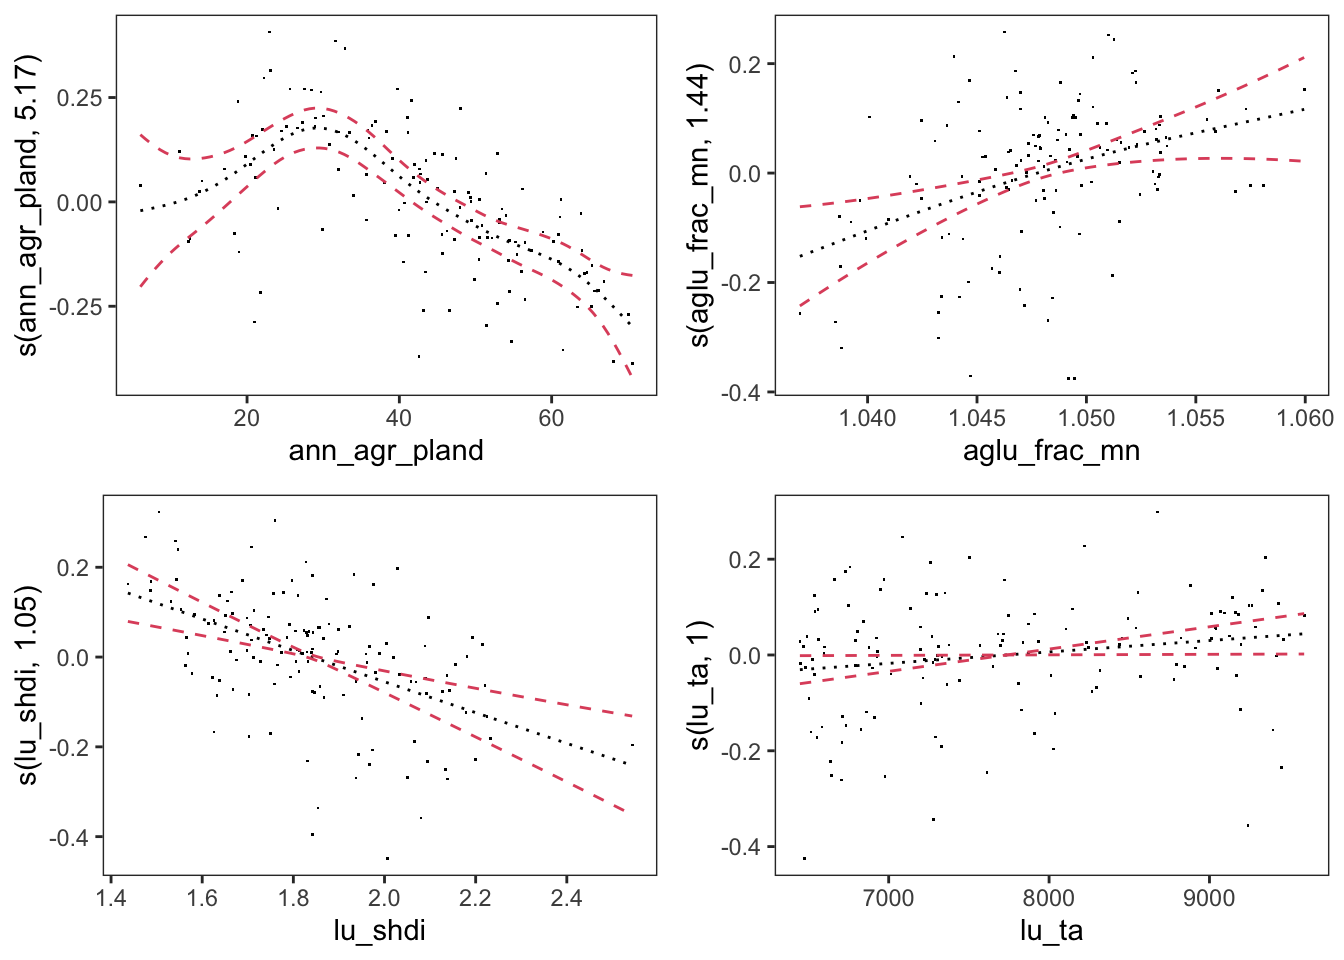 s(ann_agr_pland, 5.17)
0.25
0.00
-0.25
20 40 60
ann_agr_pland
s(aglu_frac_mn, 1.44)
0.2
0.0
-0.2
-0.4
1.040 1.045 1.050 1.055 1.060
aglu_frac_mn
s(lu_shdi, 1.05)
0.2
0.0
-0.2
-0.4
1.4 1.6 1.8 2.0 2.2 2.4
lu_shdi
s(lu_ta, 1)
0.2
0.0
-0.2
-0.4
7000 8000 9000
lu_ta